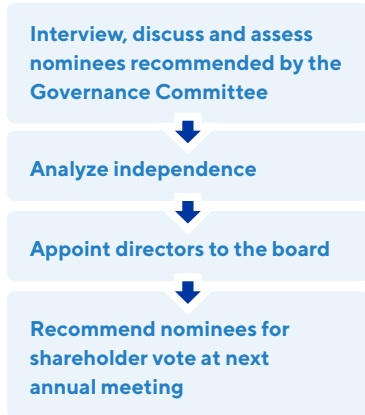 Interview, discuss and assess
nominees recommended by the
Governance Committee
Analyze independence
Appoint directors to the board
Recommend nominees for
shareholder vote at next
annual meeting